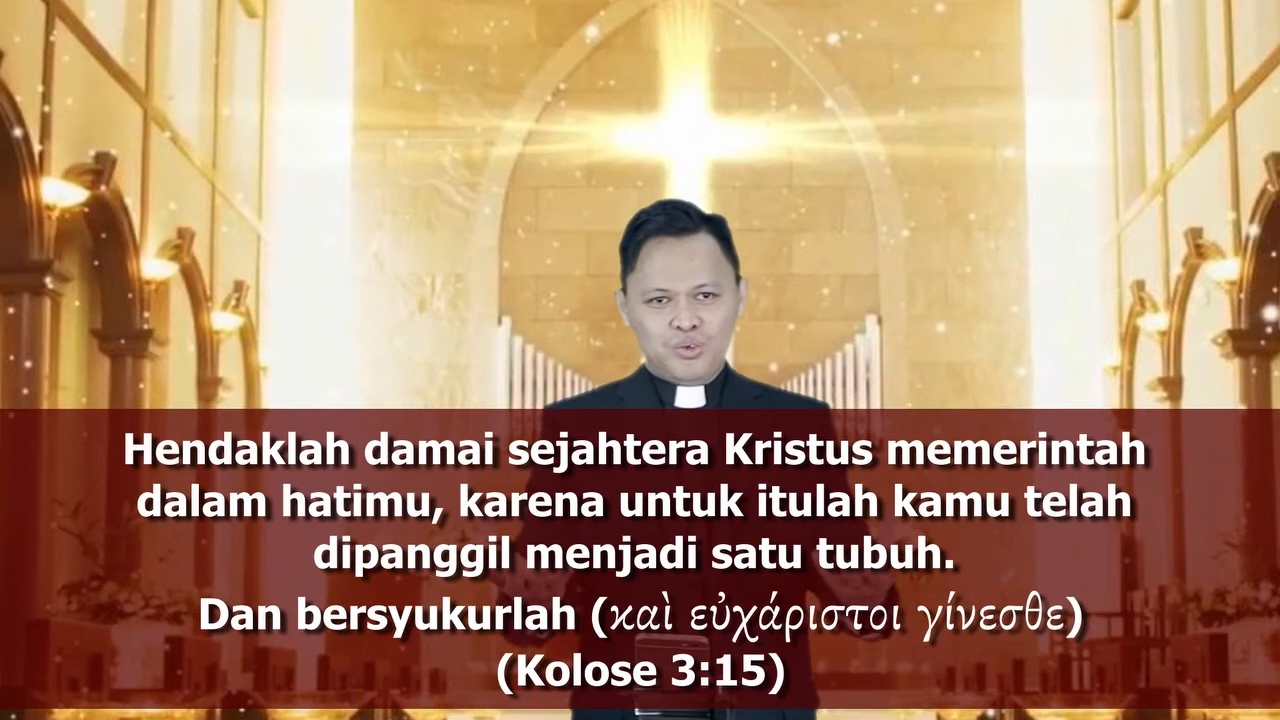 Hendaklah damai sejahtera Kristus memerintah
dalam hatimu, karena untuk itulah kamu telah
dipanggil menjadi satu tubuh.
Dan bersyukurlah (καὶ εὐχάριστοι γίνεσθε)
(Kolose 3:15)